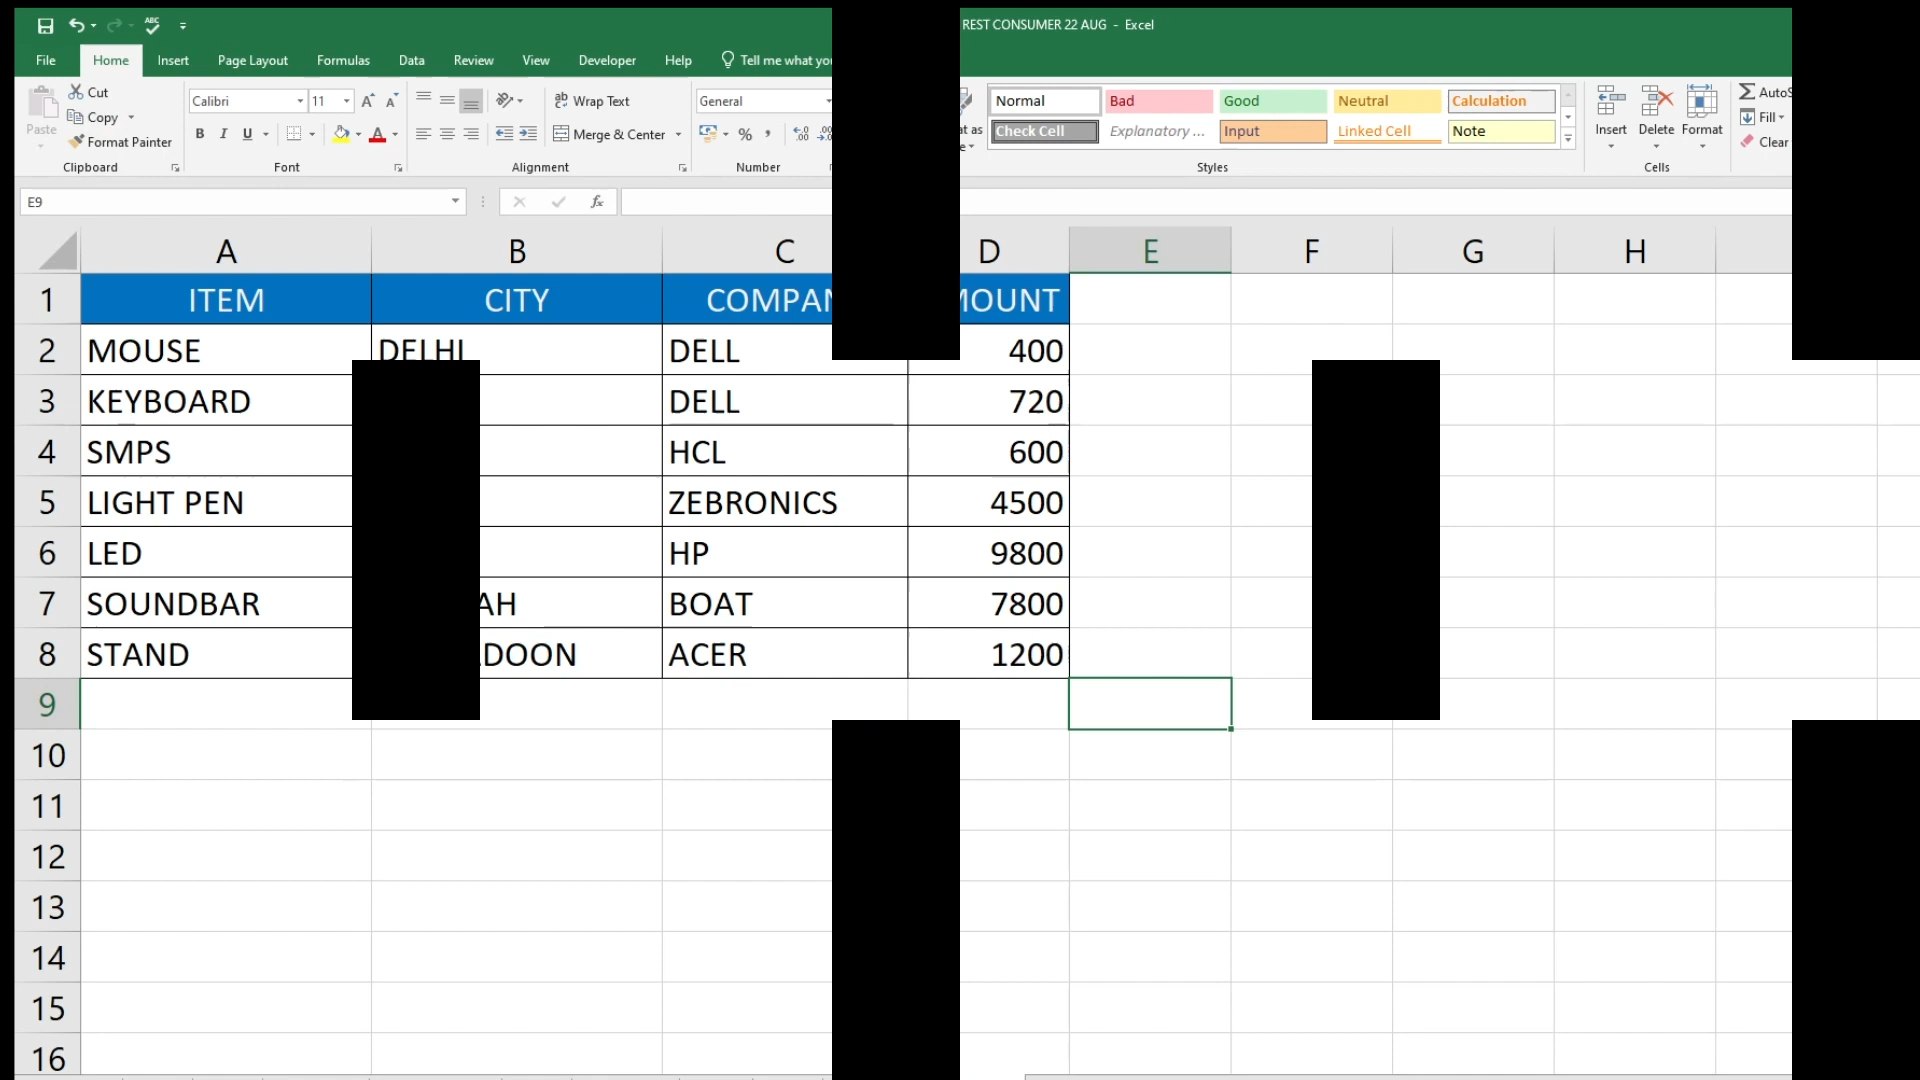 REST CONSUMER 22 AUG - Excel
File Home Insert Page Layout Formulas Data Review View Developer Help Tell me what
Cut
Copy
Format Painter
Paste
Calibri 11
B I U
Wrap Text
Merge & Center
General
%
Normal Bad Good Neutral Calculation
Check Cell Explanatory ... Input Linked Cell Note
Insert Delete Format
Fill
Clear
Clipboard Font Alignment Number Styles Cells
E9 fx
A B C D E F G H
1 ITEM CITY
2 MOUSE DELHI DELL 400
3 KEYBOARD DELL 720
4 SMPS HCL 600
5 LIGHT PEN ZEBRONICS 4500
6 LED HP 9800
7 SOUNDBAR BOAT 7800
8 STAND ACER 1200
9
10
11
12
13
14
15
16